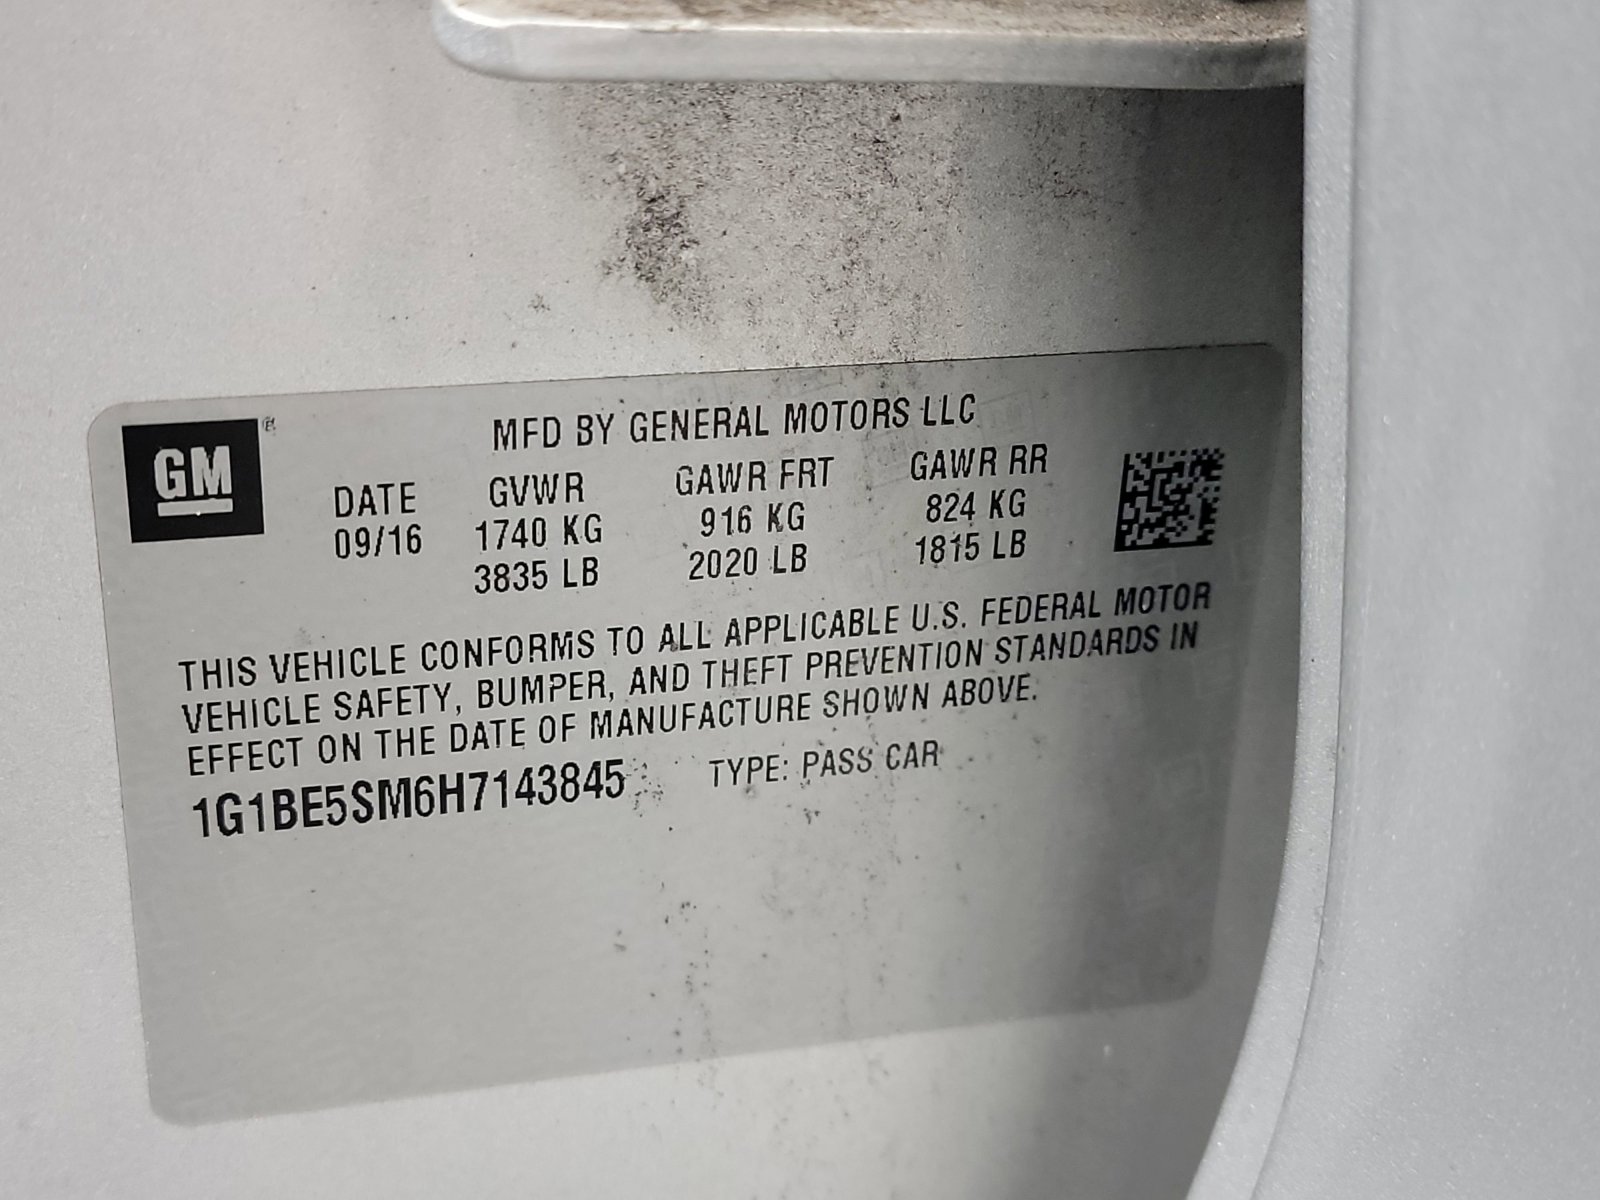 GM ®
MFD BY GENERAL MOTORS LLC
DATE GVWR GAWR FRT GAWR RR
09/16 1740 KG 916 KG 824 KG
3835 LB 2020 LB 1815 LB
THIS VEHICLE CONFORMS TO ALL APPLICABLE U.S. FEDERAL MOTOR
VEHICLE SAFETY, BUMPER, AND THEFT PREVENTION STANDARDS IN
EFFECT ON THE DATE OF MANUFACTURE SHOWN ABOVE.
1G1BE5SM6H7143845 TYPE: PASS CAR